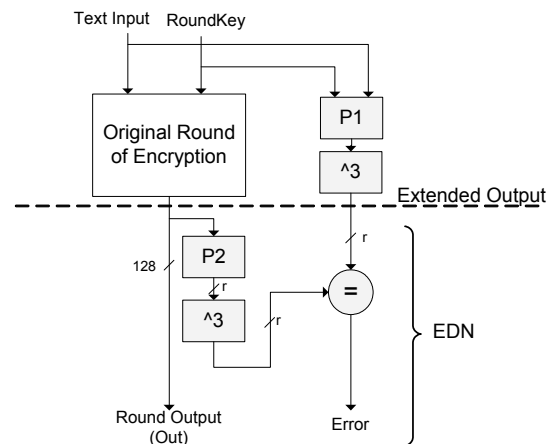 Text Input
RoundKey
Original Round
of Encryption
P1
^3
Extended Output
r
128
P2
r
^3
r
=
EDN
Round Output
(Out)
Error